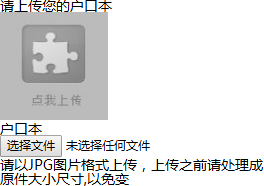 请上传您的户口本
点我上传
户口本
选择文件 未选择任何文件
请以JPG图片格式上传，上传之前请处理成
原件大小尺寸,以免变